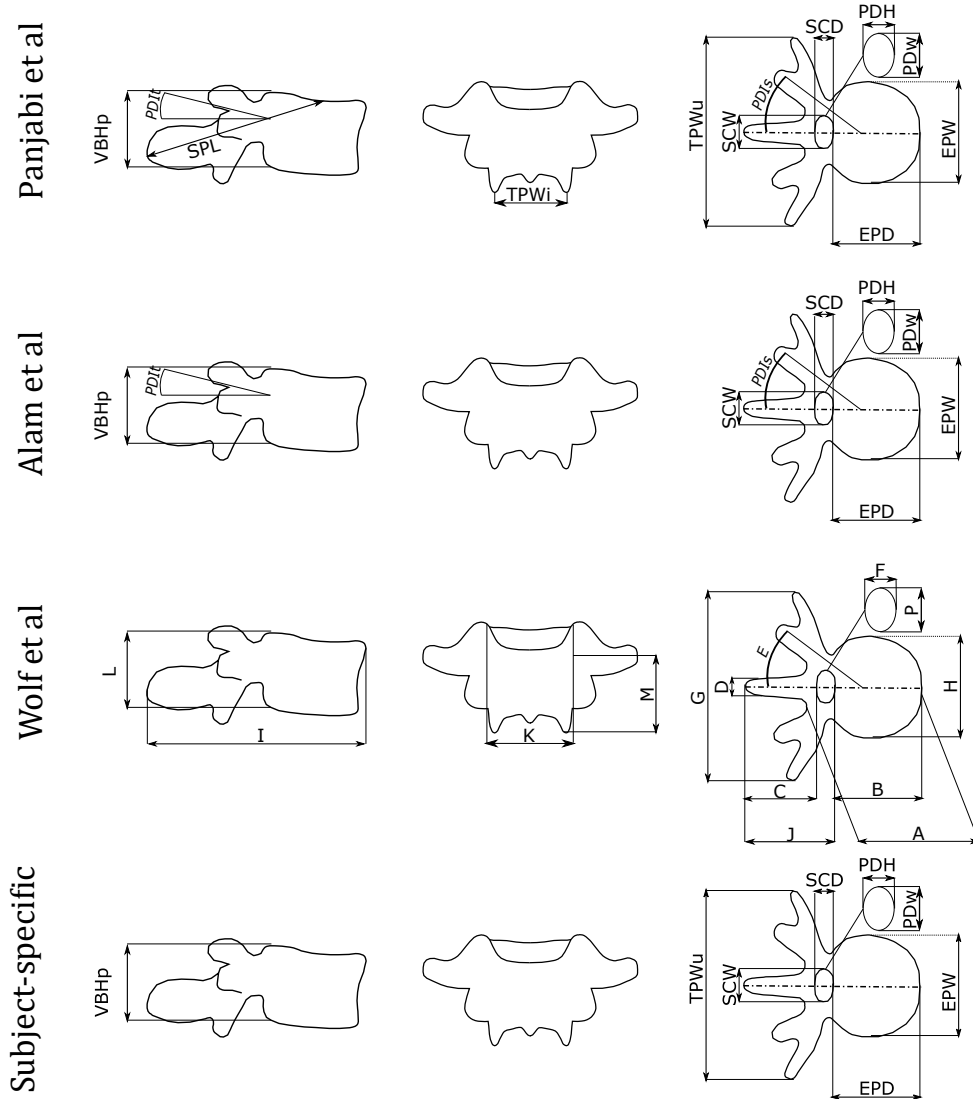 Panjabi et al
VBHp
PDIt
SPL
TPWi
TPWu
SCW
SCD
PDIs
PDH
PDw
EPW
EPD
Alam et al
VBHp
PDIt
SCW
SCD
PDIs
PDH
PDw
EPW
EPD
Wolf et al
L
I
K
M
G
D
E
F
P
H
C
B
J
A
Subject-specific
VBHp
TPWu
SCW
SCD
PDH
PDw
EPW
EPD